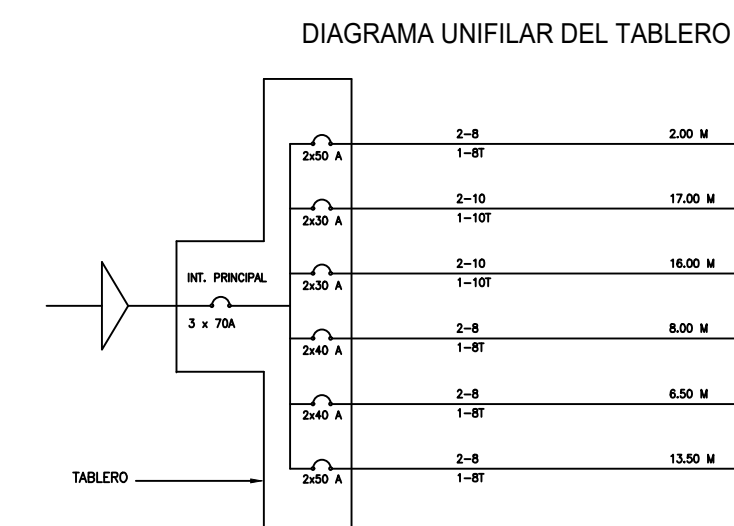 DIAGRAMA UNIFILAR DEL TABLERO
2-8 2.00 M
2x50 A 1-8T
2-10 17.00 M
2x30 A 1-10T
INT. PRINCIPAL 2-10 16.00 M
2x30 A 1-10T
3 x 70A
2-8 8.00 M
2x40 A 1-8T
2-8 6.50 M
2x40 A 1-8T
2-8 13.50 M
TABLERO 2x50 A 1-8T